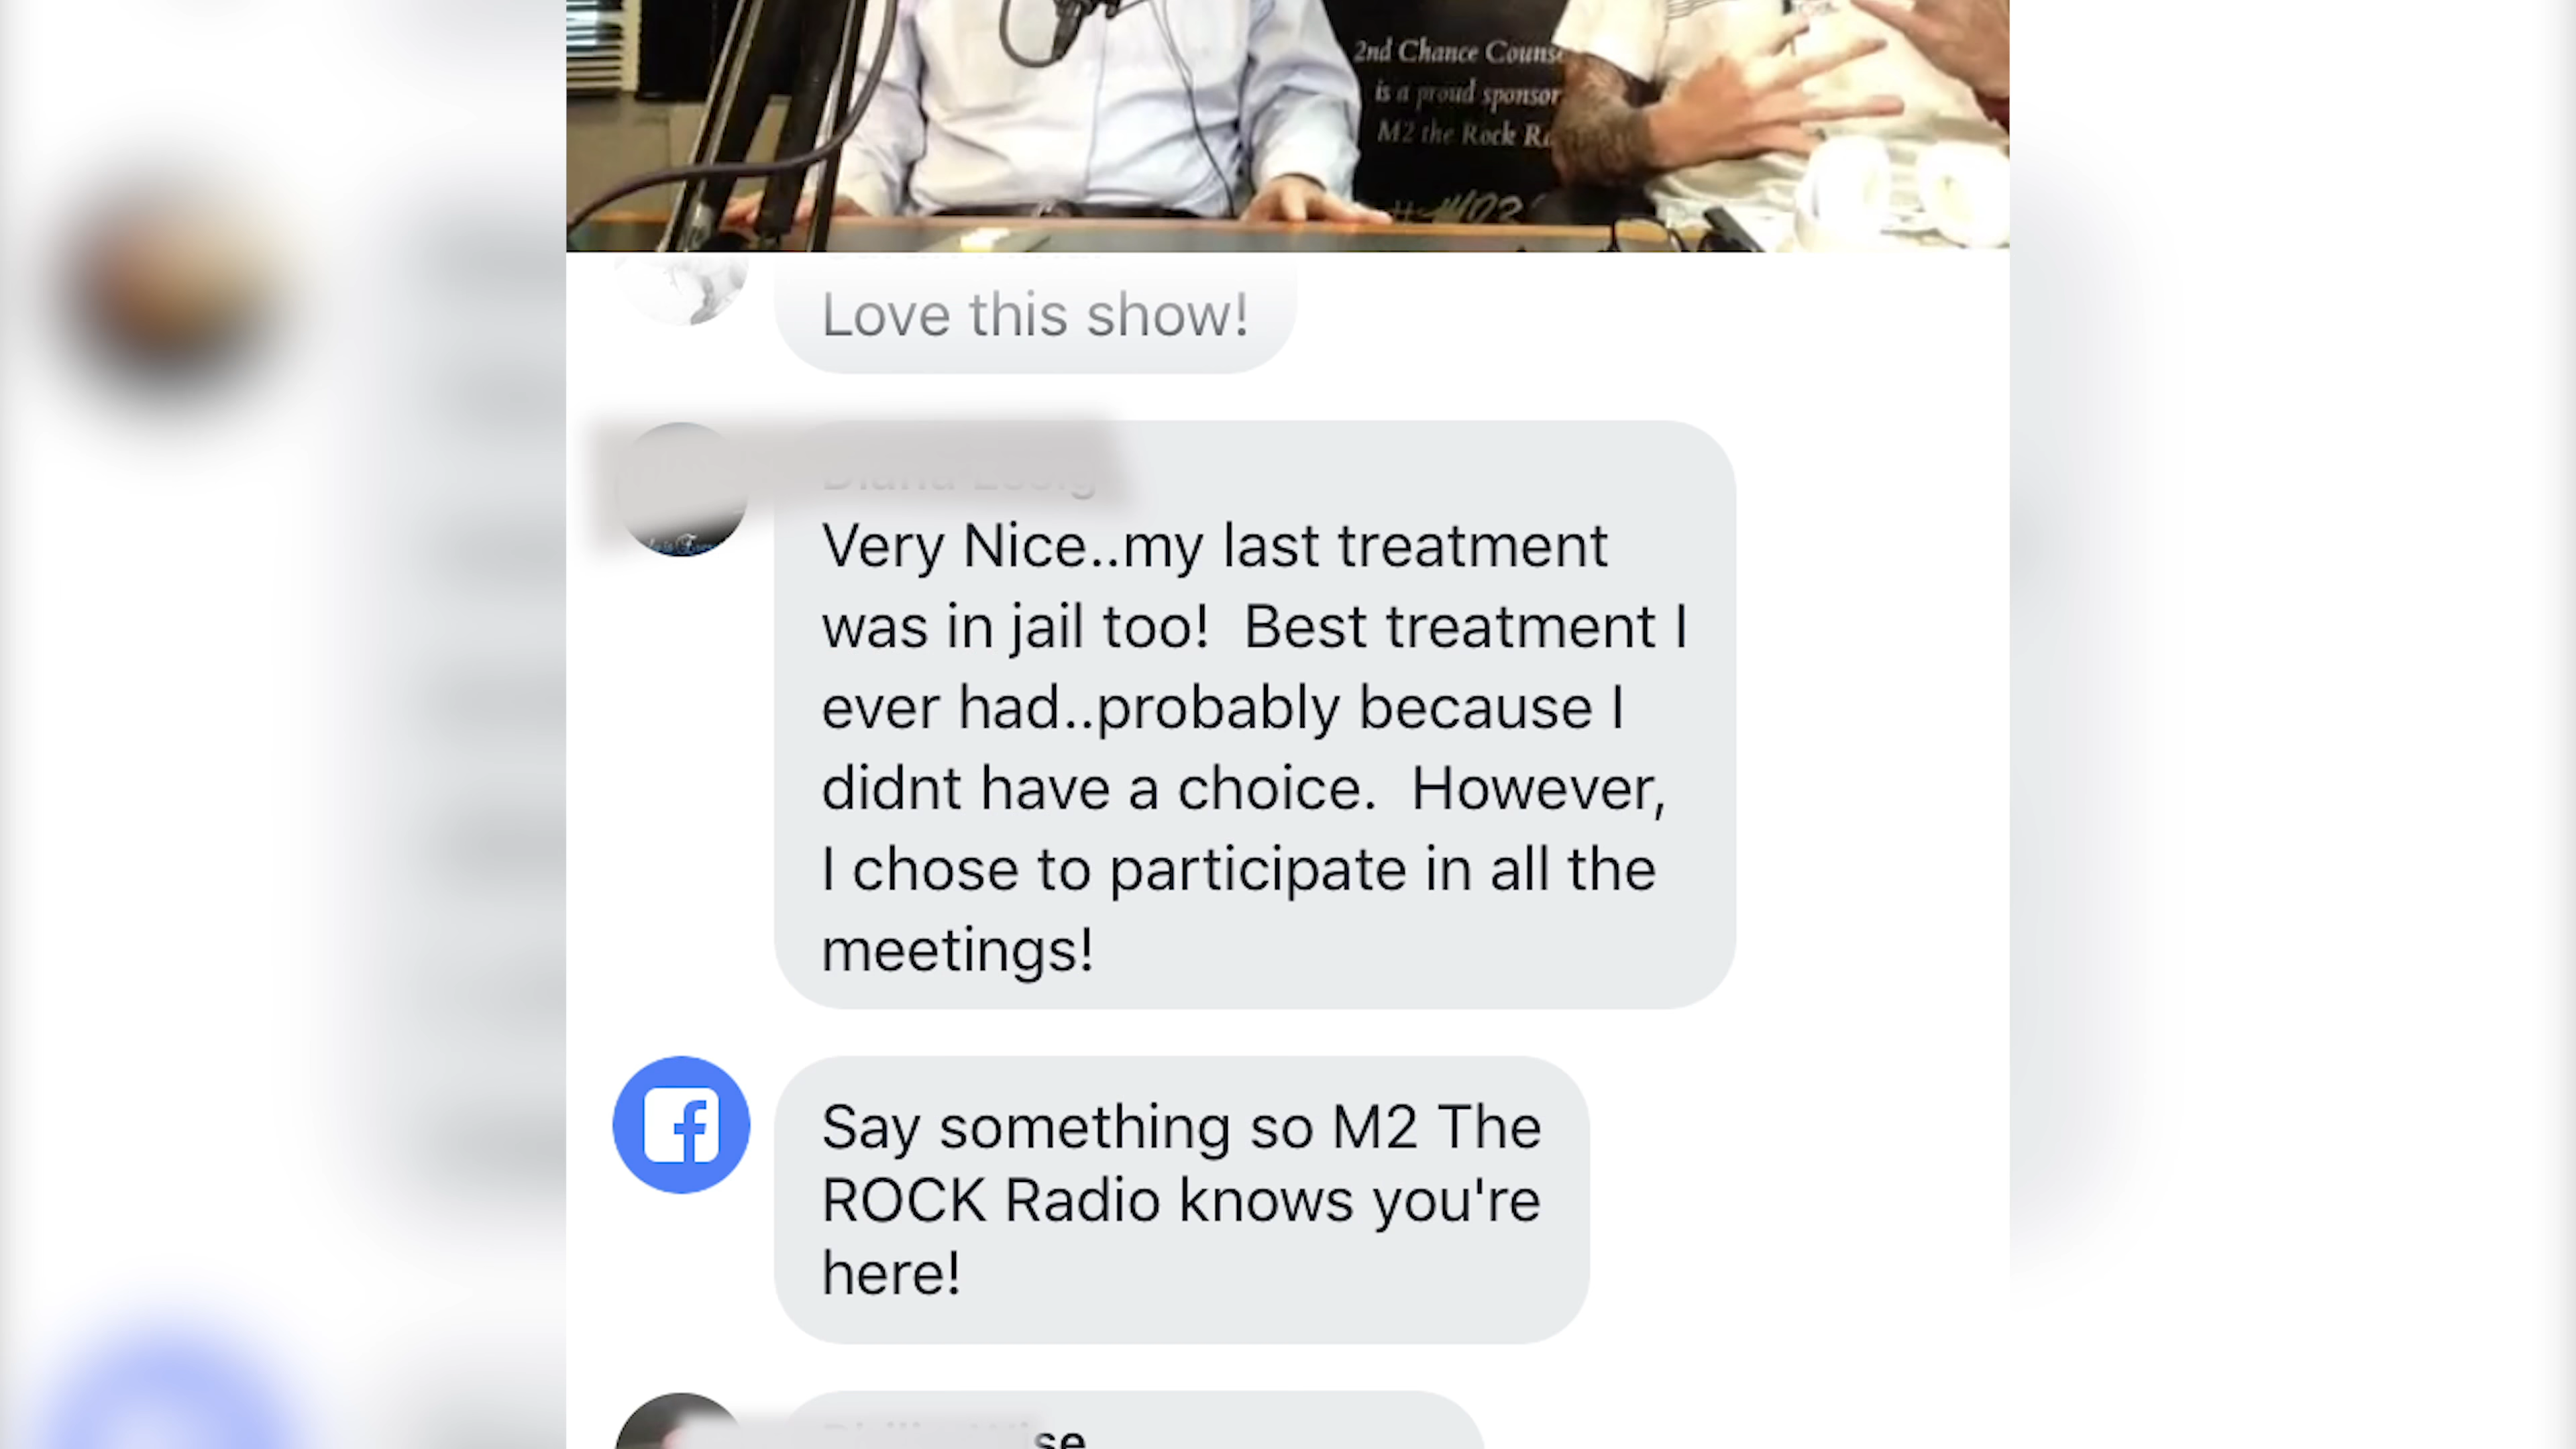 2nd Chance
is a proud sponsor
M2 the Rock
Love this show!
Very Nice..my last treatment
was in jail too!  Best treatment I
ever had..probably because I
didnt have a choice.  However,
I chose to participate in all the
meetings!
Say something so M2 The
ROCK Radio knows you're
here!